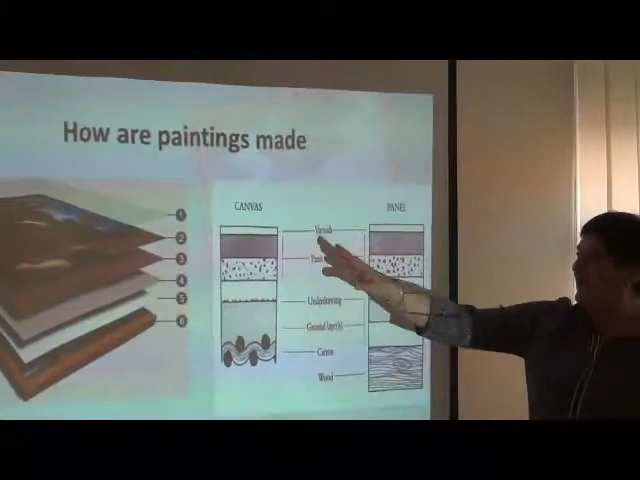 How are paintings made
CANVAS
PANEL
1
2
3
4
5
6
Varnish
Underdrawing
Ground layer(s)
Canvas
Wood